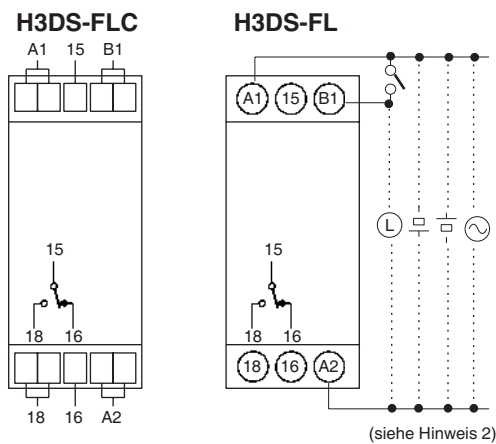 H3DS-FLC
H3DS-FL
A1 15 B1
A1 15 B1
L
15
18 16
15
18 16
18 16 A2
18 16 A2
(siehe Hinweis 2)